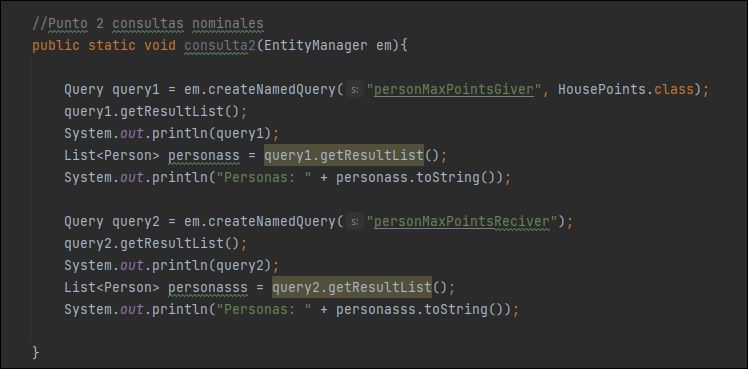 //Punto 2 consultas nominales
public static void consulta2(EntityManager em){
Query query1 = em.createNamedQuery( s: "personMaxPointsGiver", HousePoints.class);
query1.getResultList();
System.out.println(query1);
List<Person> personass = query1.getResultList();
System.out.println("Personas: " + personass.toString());
Query query2 = em.createNamedQuery( s: "personMaxPointsReciver");
query2.getResultList();
System.out.println(query2);
List<Person> personasss = query2.getResultList();
System.out.println("Personas: " + personasss.toString());
}